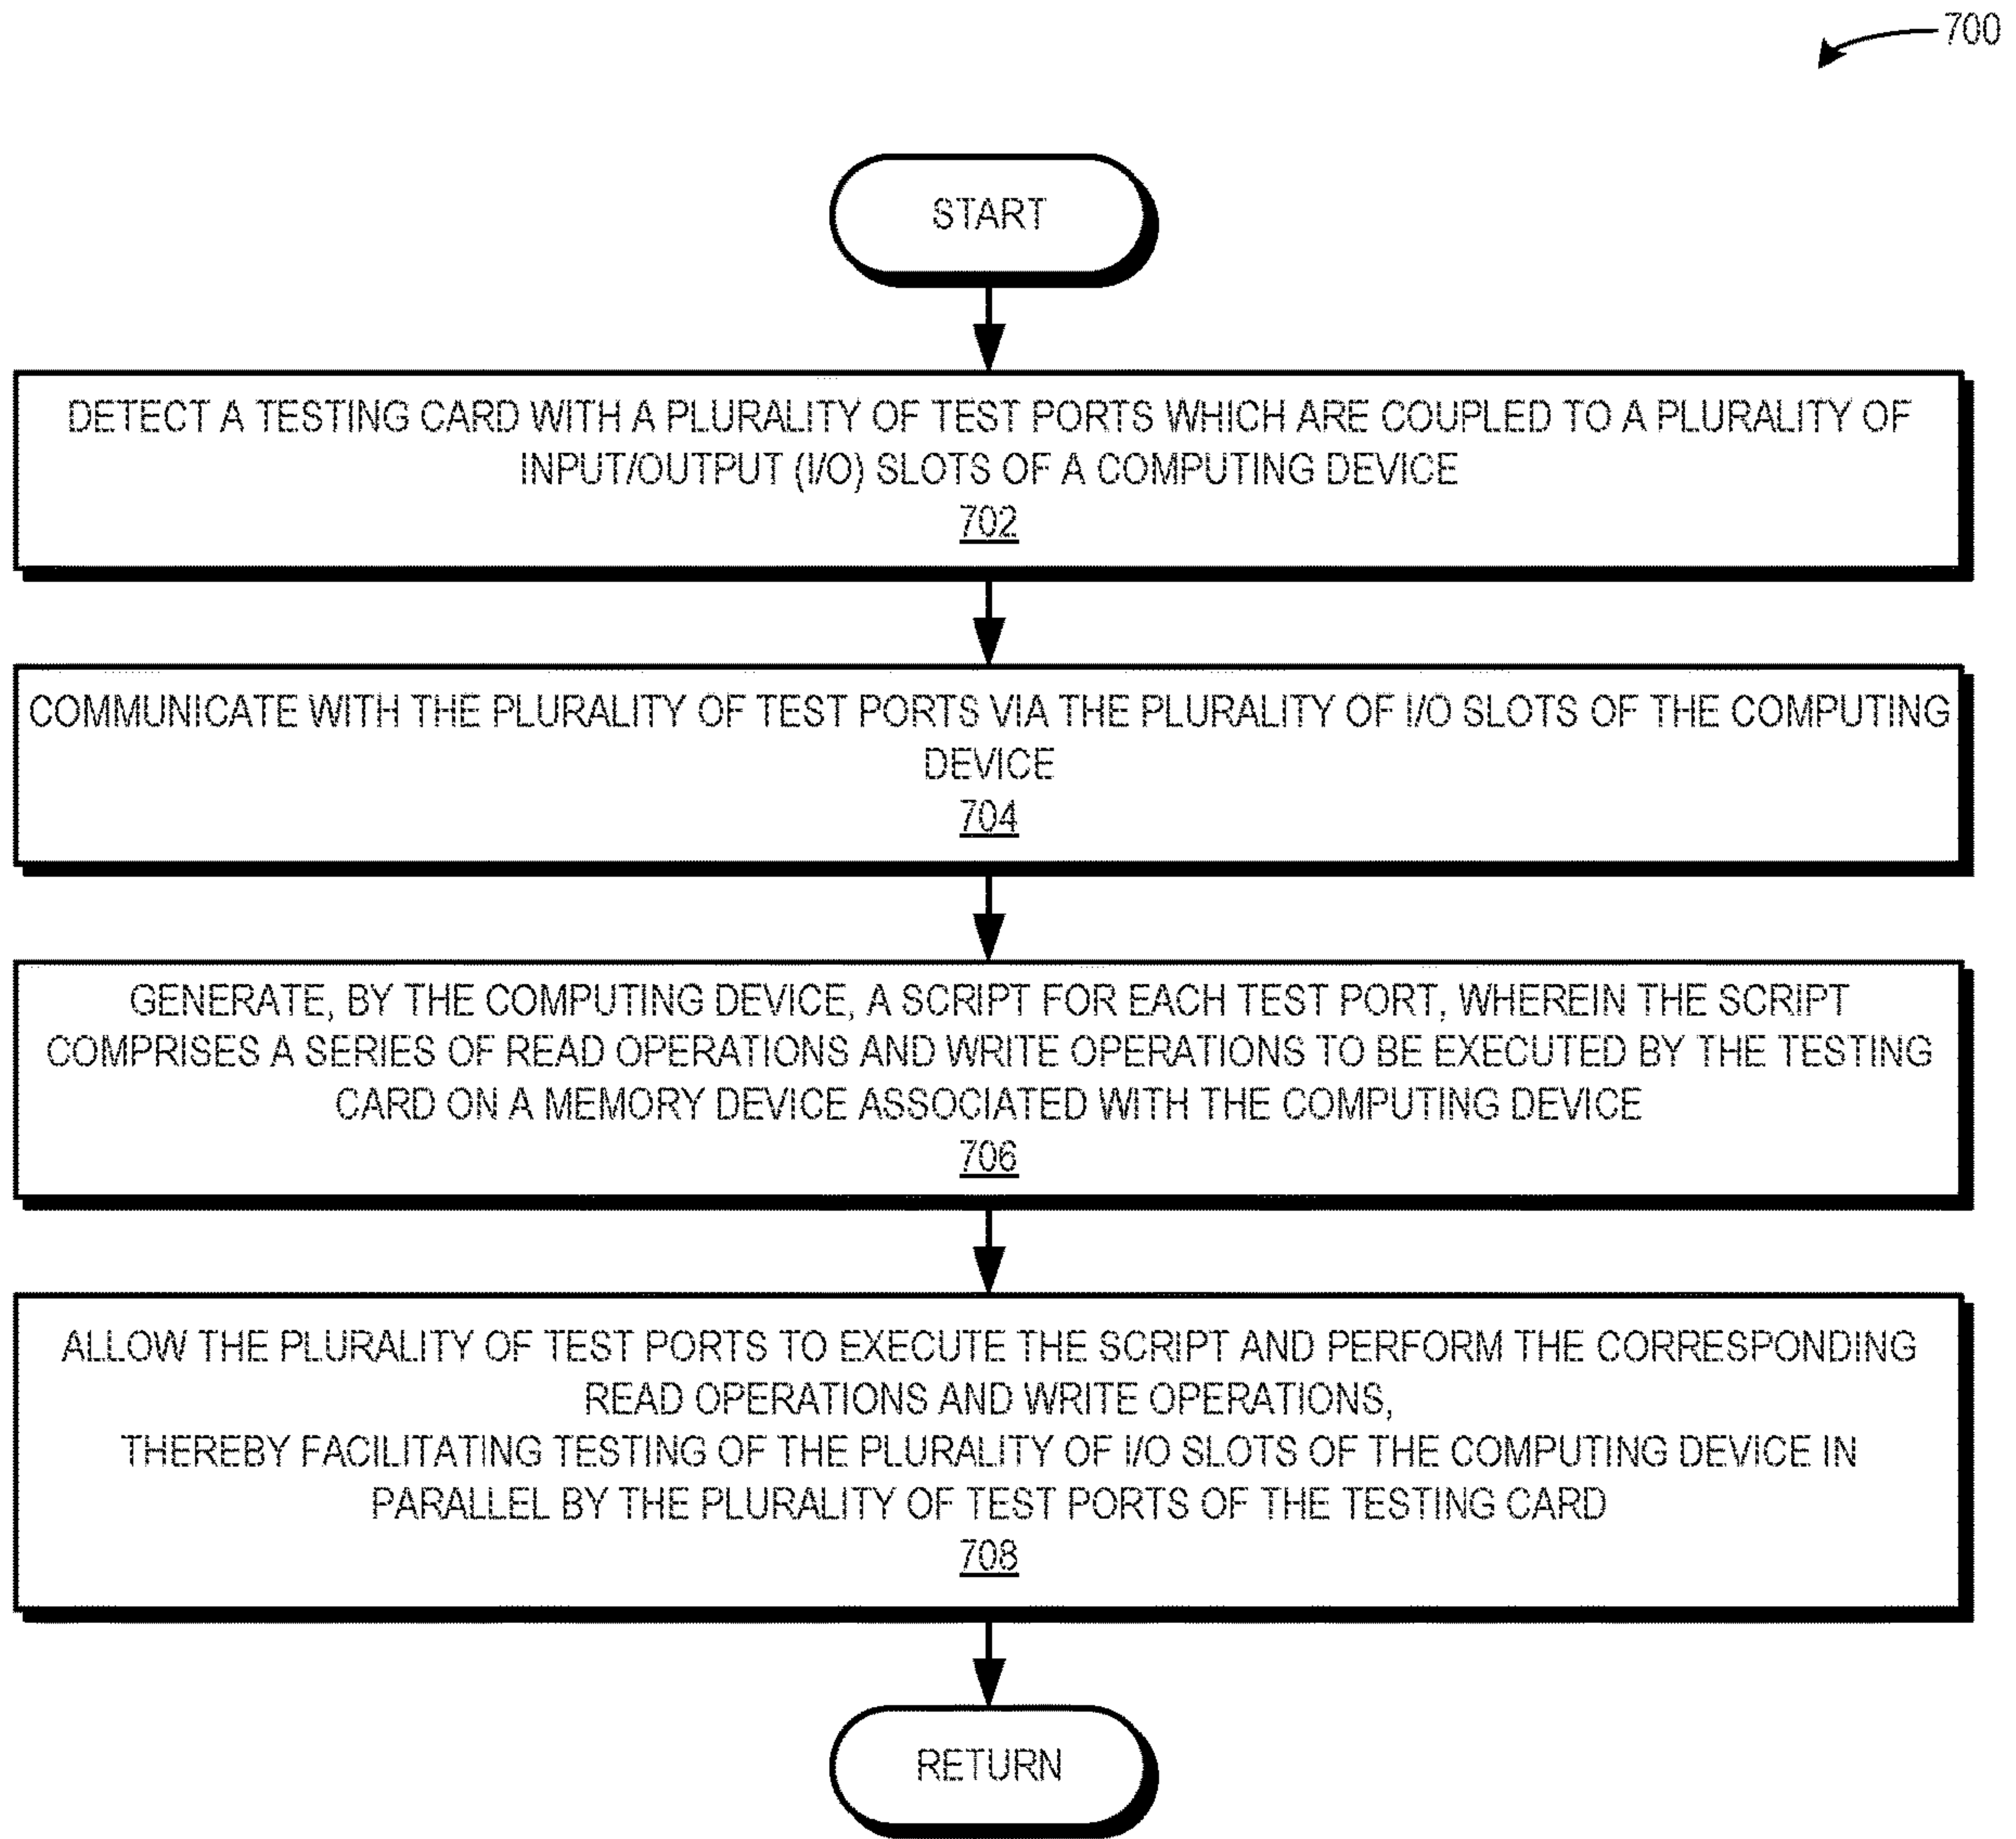 700
START
DETECT A TESTING CARD WITH A PLURALITY OF TEST PORTS WHICH ARE COUPLED TO A PLURALITY OF
INPUT/OUTPUT (I/O) SLOTS OF A COMPUTING DEVICE
702
COMMUNICATE WITH THE PLURALITY OF TEST PORTS VIA THE PLURALITY OF I/O SLOTS OF THE COMPUTING
DEVICE
704
GENERATE, BY THE COMPUTING DEVICE, A SCRIPT FOR EACH TEST PORT, WHEREIN THE SCRIPT
COMPRISES A SERIES OF READ OPERATIONS AND WRITE OPERATIONS TO BE EXECUTED BY THE TESTING
CARD ON A MEMORY DEVICE ASSOCIATED WITH THE COMPUTING DEVICE
706
ALLOW THE PLURALITY OF TEST PORTS TO EXECUTE THE SCRIPT AND PERFORM THE CORRESPONDING
READ OPERATIONS AND WRITE OPERATIONS,
THEREBY FACILITATING TESTING OF THE PLURALITY OF I/O SLOTS OF THE COMPUTING DEVICE IN
PARALLEL BY THE PLURALITY OF TEST PORTS OF THE TESTING CARD
708
RETURN